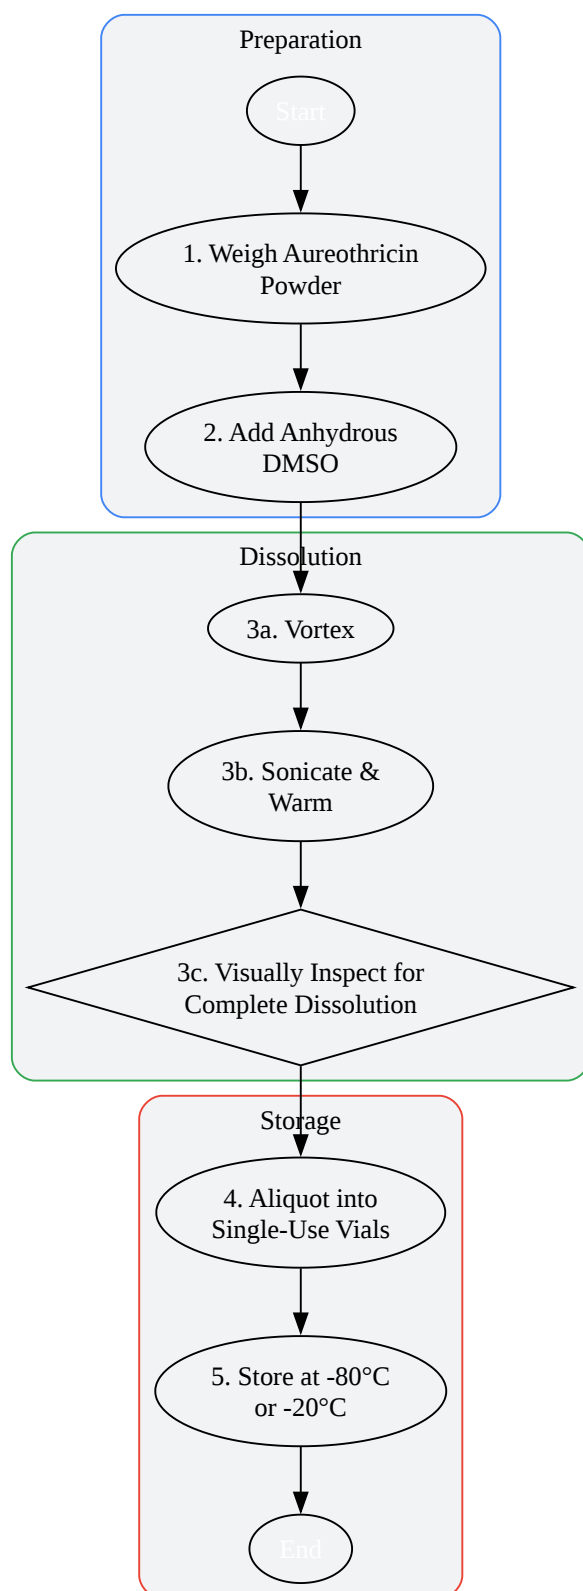 Preparation
Start
1. Weigh Aureothricin
Powder
2. Add Anhydrous
DMSO
Dissolution
3a. Vortex
3b. Sonicate &
Warm
3c. Visually Inspect for
Complete Dissolution
Storage
4. Aliquot into
Single-Use Vials
5. Store at -80°C
or -20°C
End